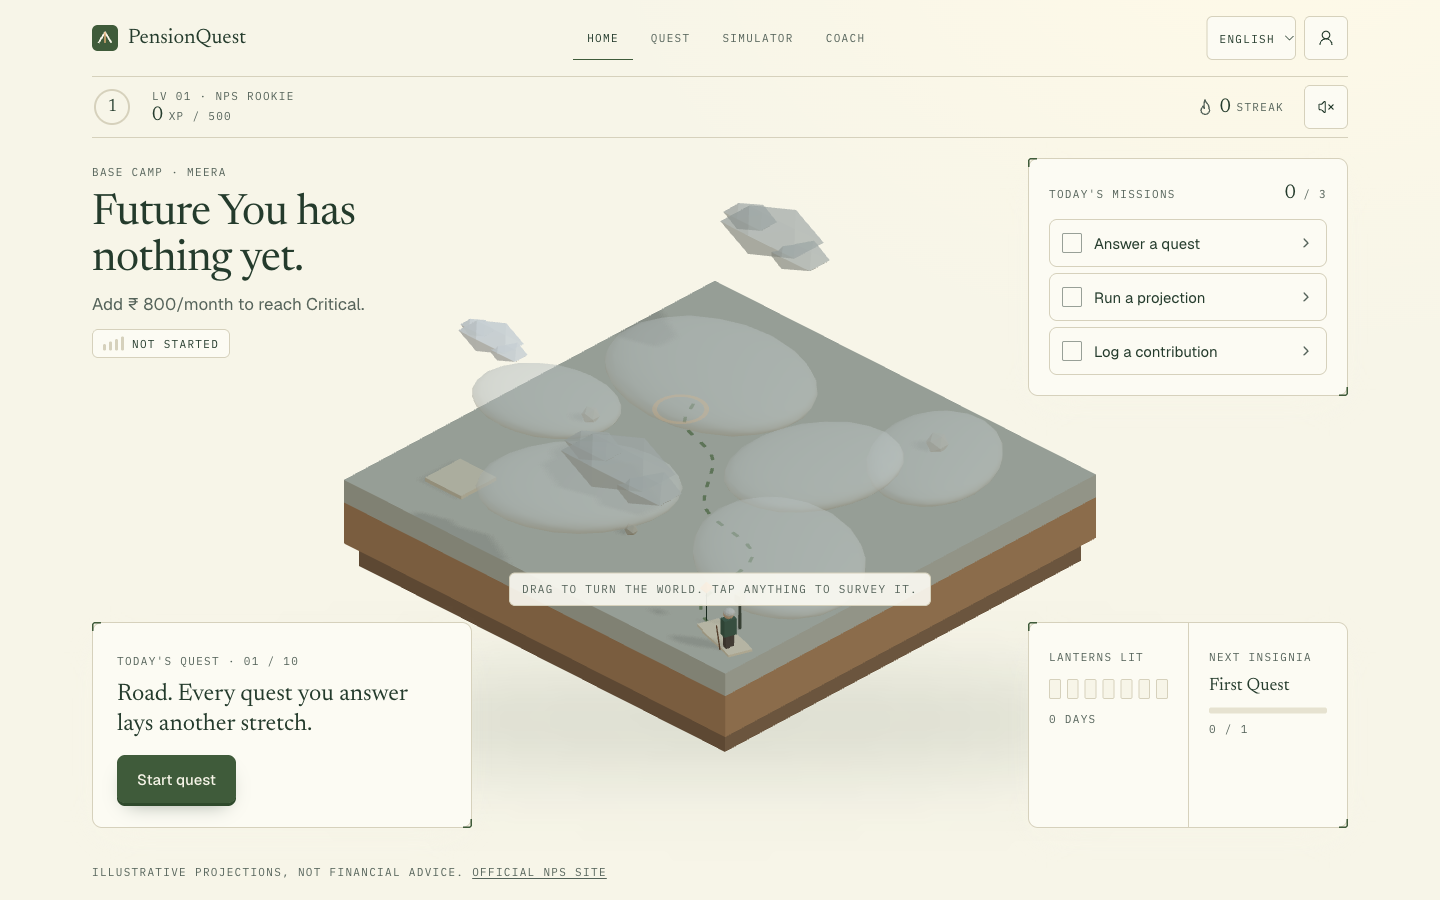 PensionQuest
HOME
QUEST
SIMULATOR
COACH
ENGLISH
1
LV 01 · NPS ROOKIE
0 XP / 500
0 STREAK
BASE CAMP · MEERA
Future You has
nothing yet.
Add ₹ 800/month to reach Critical.
NOT STARTED
TODAY'S MISSIONS
0 / 3
Answer a quest
Run a projection
Log a contribution
DRAG TO TURN THE WORLD. TAP ANYTHING TO SURVEY IT.
TODAY'S QUEST · 01 / 10
Road. Every quest you answer
lays another stretch.
Start quest
LANTERNS LIT
0 DAYS
NEXT INSIGNIA
First Quest
0 / 1
ILLUSTRATIVE PROJECTIONS, NOT FINANCIAL ADVICE. OFFICIAL NPS SITE